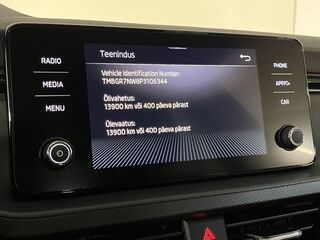 Teenindus
RADIO
MEDIA
MENU
Vehicle Identification Number:
TMBGR7NW8P3106344
Õlivahetus:
13900 km või 400 päeva pärast
Ülevaatus:
13900 km või 400 päeva pärast
PHONE
APP/
CAR